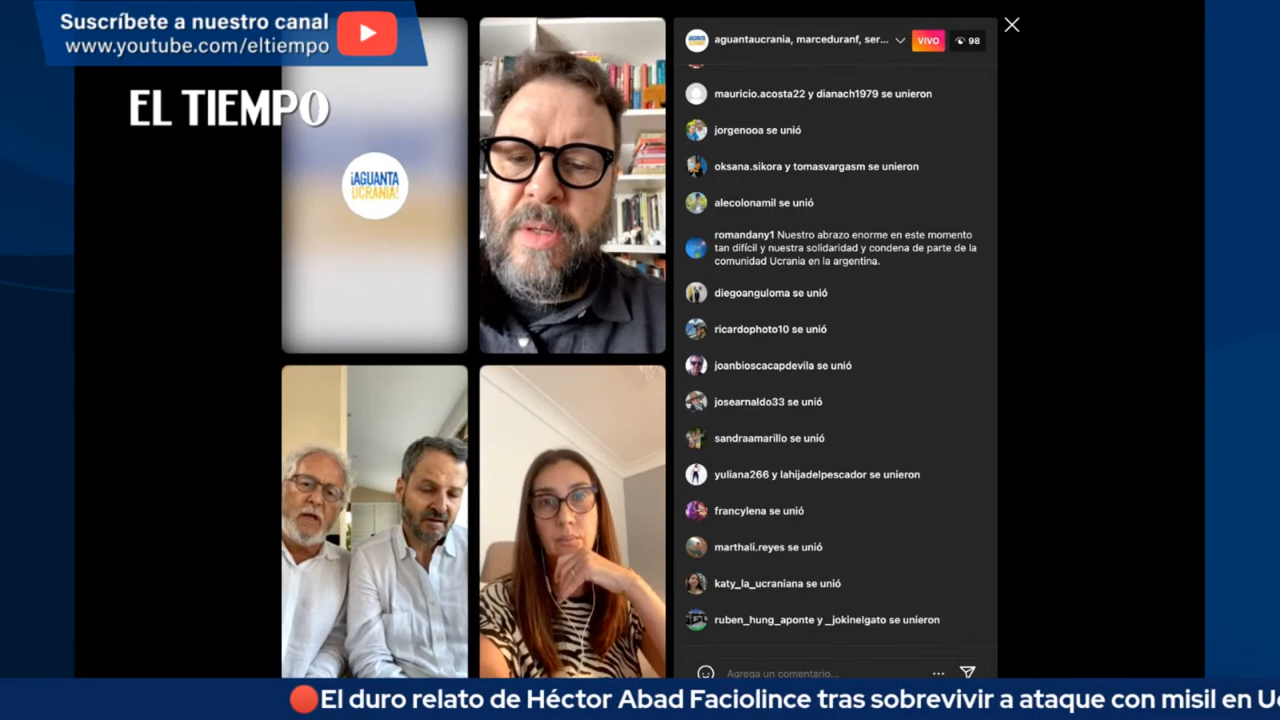 Suscríbete a nuestro canal
www.youtube.com/eltiempo
EL TIEMPO
¡AGUANTA
UCRANIA!
aguantaucrania, marceduranf, ser...
VIVO
98
mauricio.acosta22 y dianach1979 se unieron
jorgenooa se unió
oksana.sikora y tomasvargasm se unieron
alecolonamil se unió
romandany1 Nuestro abrazo enorme en este momento
tan difícil y nuestra solidaridad y condena de parte de la
comunidad Ucrania en la argentina.
diegoanguloma se unió
ricardophoto10 se unió
joanbioscacapdevila se unió
josearnaldo33 se unió
sandraamarillo se unió
yuliana266 y lahijadelpescador se unieron
francylena se unió
marthali.reyes se unió
katy_la_ucraniana se unió
ruben_hung_aponte y _jokinelgato se unieron
Agrega un comentario...
El duro relato de Héctor Abad Faciolince tras sobrevivir a ataque con misil en